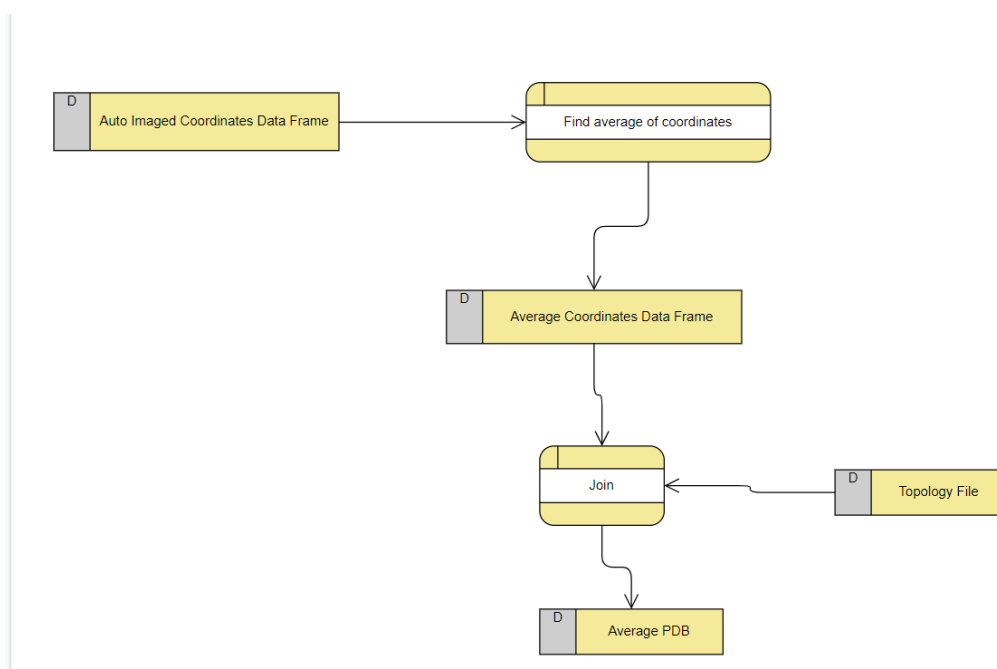 D
Auto Imaged Coordinates Data Frame
Find average of coordinates
D
Average Coordinates Data Frame
Join
D
Topology File
D
Average PDB